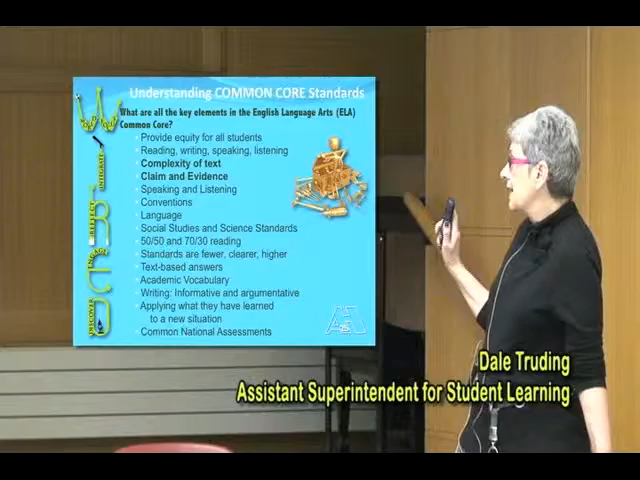 Understanding COMMON CORE Standards
What are all the key elements in the English Language Arts (ELA)
Common Core?
Provide equity for all students
Reading, writing, speaking, listening
Complexity of text
Claim and Evidence
Speaking and Listening
Conventions
Language
Social Studies and Science Standards
50/50 and 70/30 reading
Standards are fewer, clearer, higher
Text-based answers
Academic Vocabulary
Writing: Informative and argumentative
Applying what they have learned
to a new situation
Common National Assessments
INTEGRATE
REFLECT
ENGAGE
DISCOVER
Dale Truding
Assistant Superintendent for Student Learning